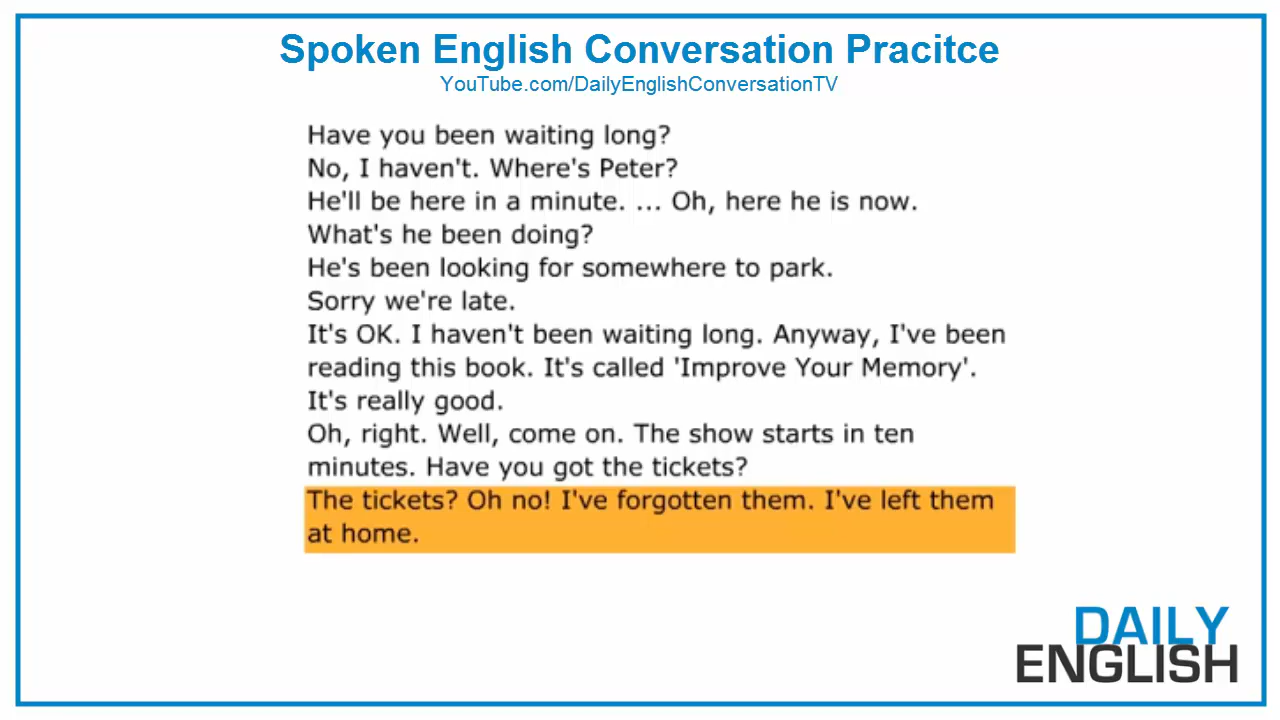 Spoken English Conversation Pracitce
YouTube.com/DailyEnglishConversationTV
Have you been waiting long?
No, I haven't. Where's Peter?
He'll be here in a minute. ... Oh, here he is now.
What's he been doing?
He's been looking for somewhere to park.
Sorry we're late.
It's OK. I haven't been waiting long. Anyway, I've been
reading this book. It's called 'Improve Your Memory'.
It's really good.
Oh, right. Well, come on. The show starts in ten
minutes. Have you got the tickets?
The tickets? Oh no! I've forgotten them. I've left them
at home.
DAILY
ENGLISH